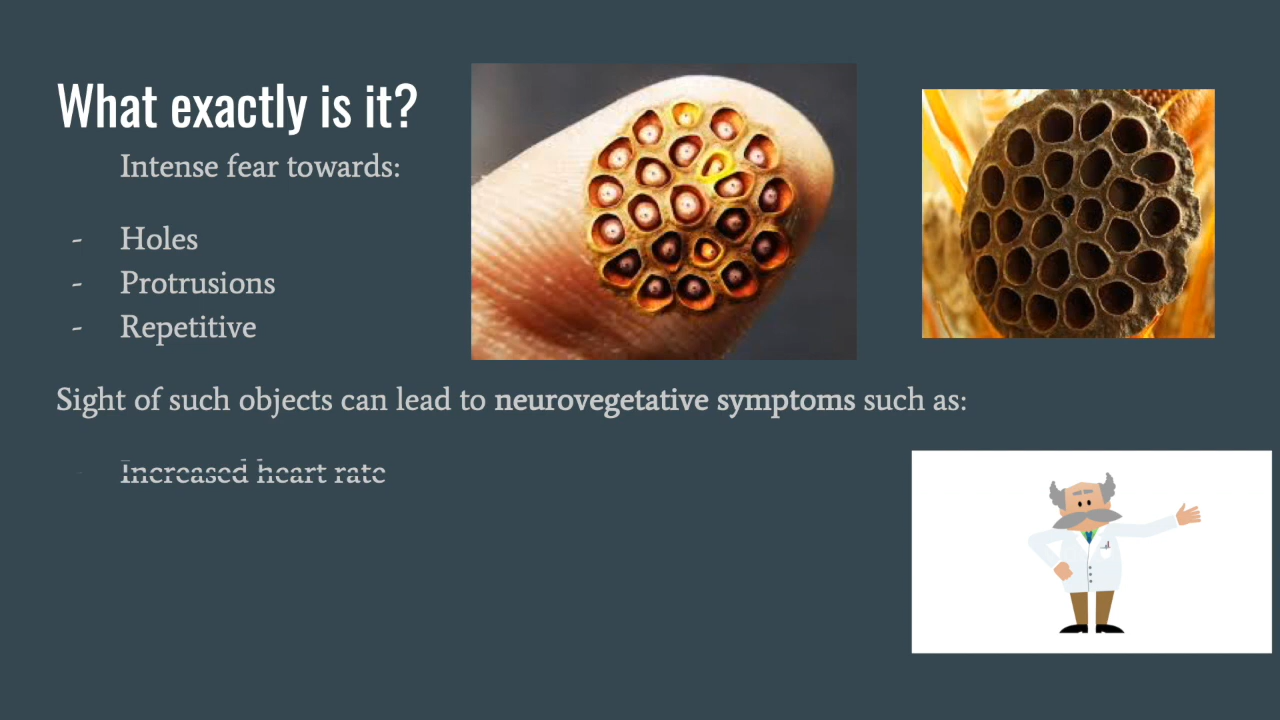 What exactly is it?
Intense fear towards:
- Holes
- Protrusions
- Repetitive
Sight of such objects can lead to neurovegetative symptoms such as:
- Increased heart rate